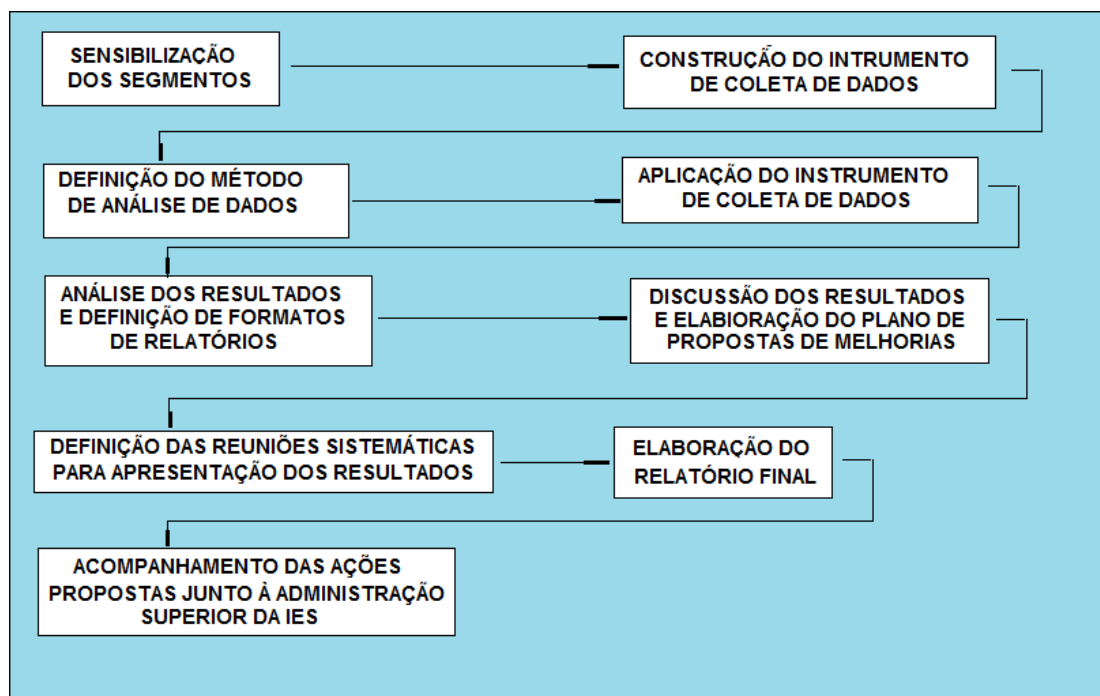 SENSIBILIZAÇÃO
DOS SEGMENTOS
CONSTRUÇÃO DO INTRUMENTO
DE COLETA DE DADOS
DEFINIÇÃO DO MÉTODO
DE ANÁLISE DE DADOS
APLICAÇÃO DO INSTRUMENTO
DE COLETA DE DADOS
ANÁLISE DOS RESULTADOS
E DEFINIÇÃO DE FORMATOS
DE RELATÓRIOS
DISCUSSÃO DOS RESULTADOS
E ELABIORAÇÃO DO PLANO DE
PROPOSTAS DE MELHORIAS
DEFINIÇÃO DAS REUNIÕES SISTEMÁTICAS
PARA APRESENTAÇÃO DOS RESULTADOS
ELABORAÇÃO DO
RELATÓRIO FINAL
ACOMPANHAMENTO DAS AÇÕES
PROPOSTAS JUNTO À ADMINISTRAÇÃO
SUPERIOR DA IES